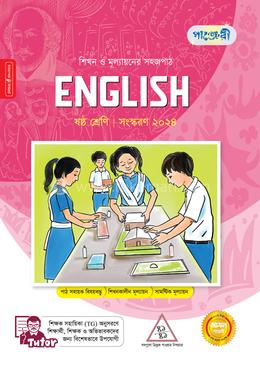 পাঞ্জেরী
শিখন ও মূল্যায়নের সহজপাঠ
ENGLISH
ষষ্ঠ শ্রেণি | সংস্করণ ২০২৪
পাঠ সহায়ক বিষয়বস্তু | শিখনকালীন মূল্যায়ন | সামষ্টিক মূল্যায়ন
শিক্ষক সহায়িকা (TG) অনুসরণে
শিক্ষার্থী, শিক্ষক ও অভিভাবকদের
জন্য বিশেষভাবে উপযোগী
Tutor